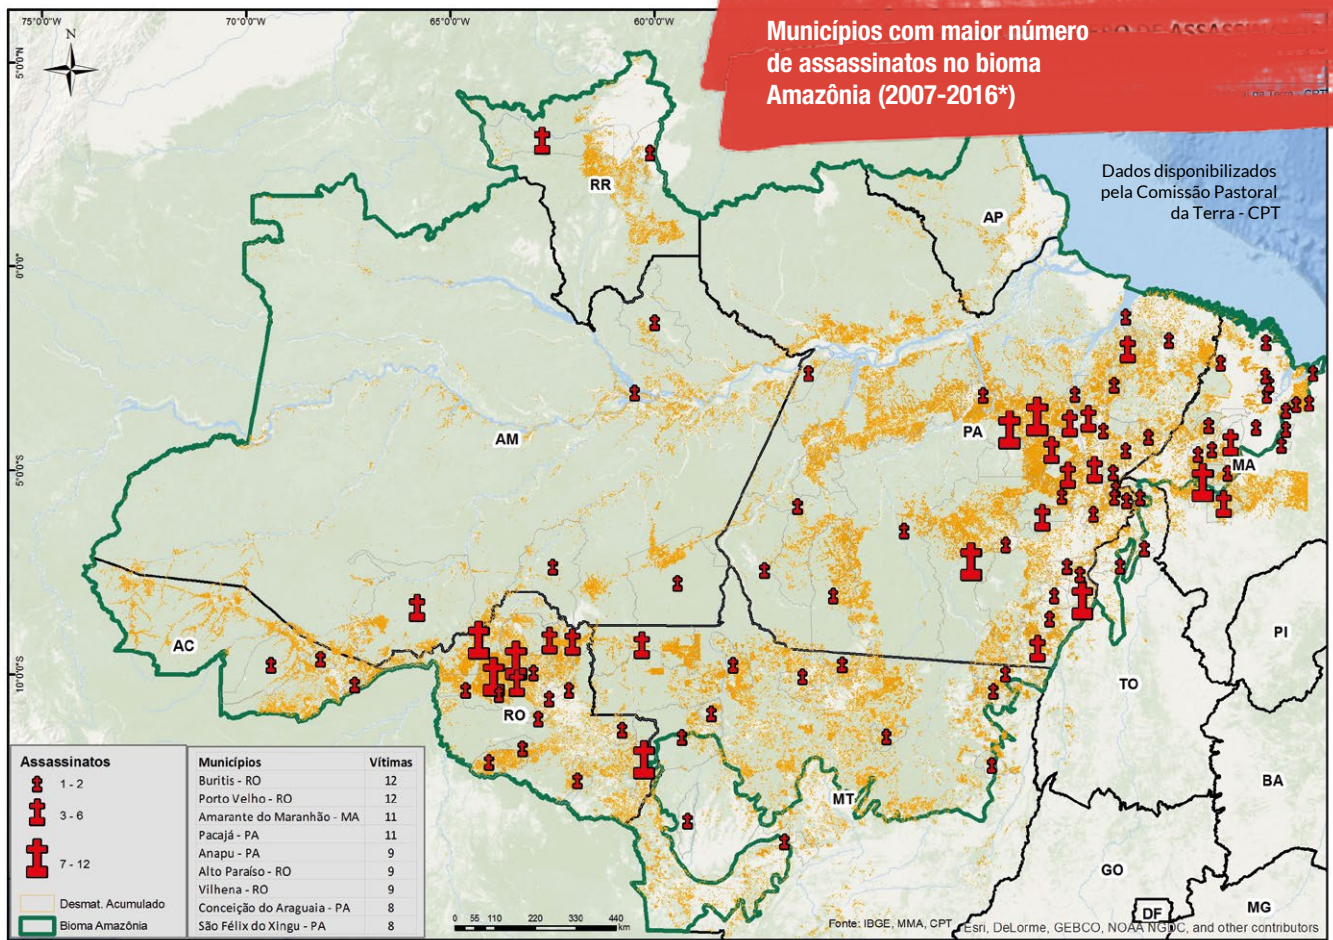 75°0'0"W
70°0'0"W
65°0'0"W
60°0'0"W
Municípios com maior número
de assassinatos no bioma
Amazônia (2007-2016*)
N
5°0'0"N
0°0'0"
5°0'0"S
10°0'0"S
Dados disponibilizados
pela Comissão Pastoral
da Terra - CPT
RR
AP
AM
PA
MA
AC
RO
MT
TO
PI
BA
GO
DF
MG
Assassinatos
1 - 2
3 - 6
7 - 12
Desmat. Acumulado
Bioma Amazônia
Municípios Vítimas
Buritis - RO 12
Porto Velho - RO 12
Amarante do Maranhão - MA 11
Pacajá - PA 11
Anapu - PA 9
Alto Paraíso - RO 9
Vilhena - RO 9
Conceição do Araguaia - PA 8
São Félix do Xingu - PA 8
0 55 110 220 330 440
km
Fonte: IBGE, MMA, CPT
Esri, DeLorme, GEBCO, NOAA NGDC, and other contributors